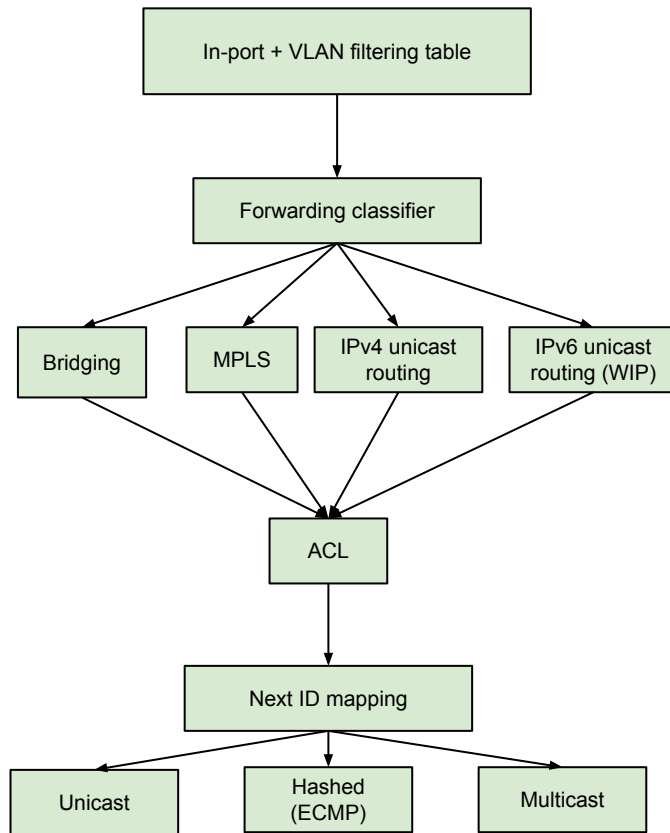 In-port + VLAN filtering table
Forwarding classifier
Bridging
MPLS
IPv4 unicast
routing
IPv6 unicast
routing (WIP)
ACL
Next ID mapping
Unicast
Hashed
(ECMP)
Multicast